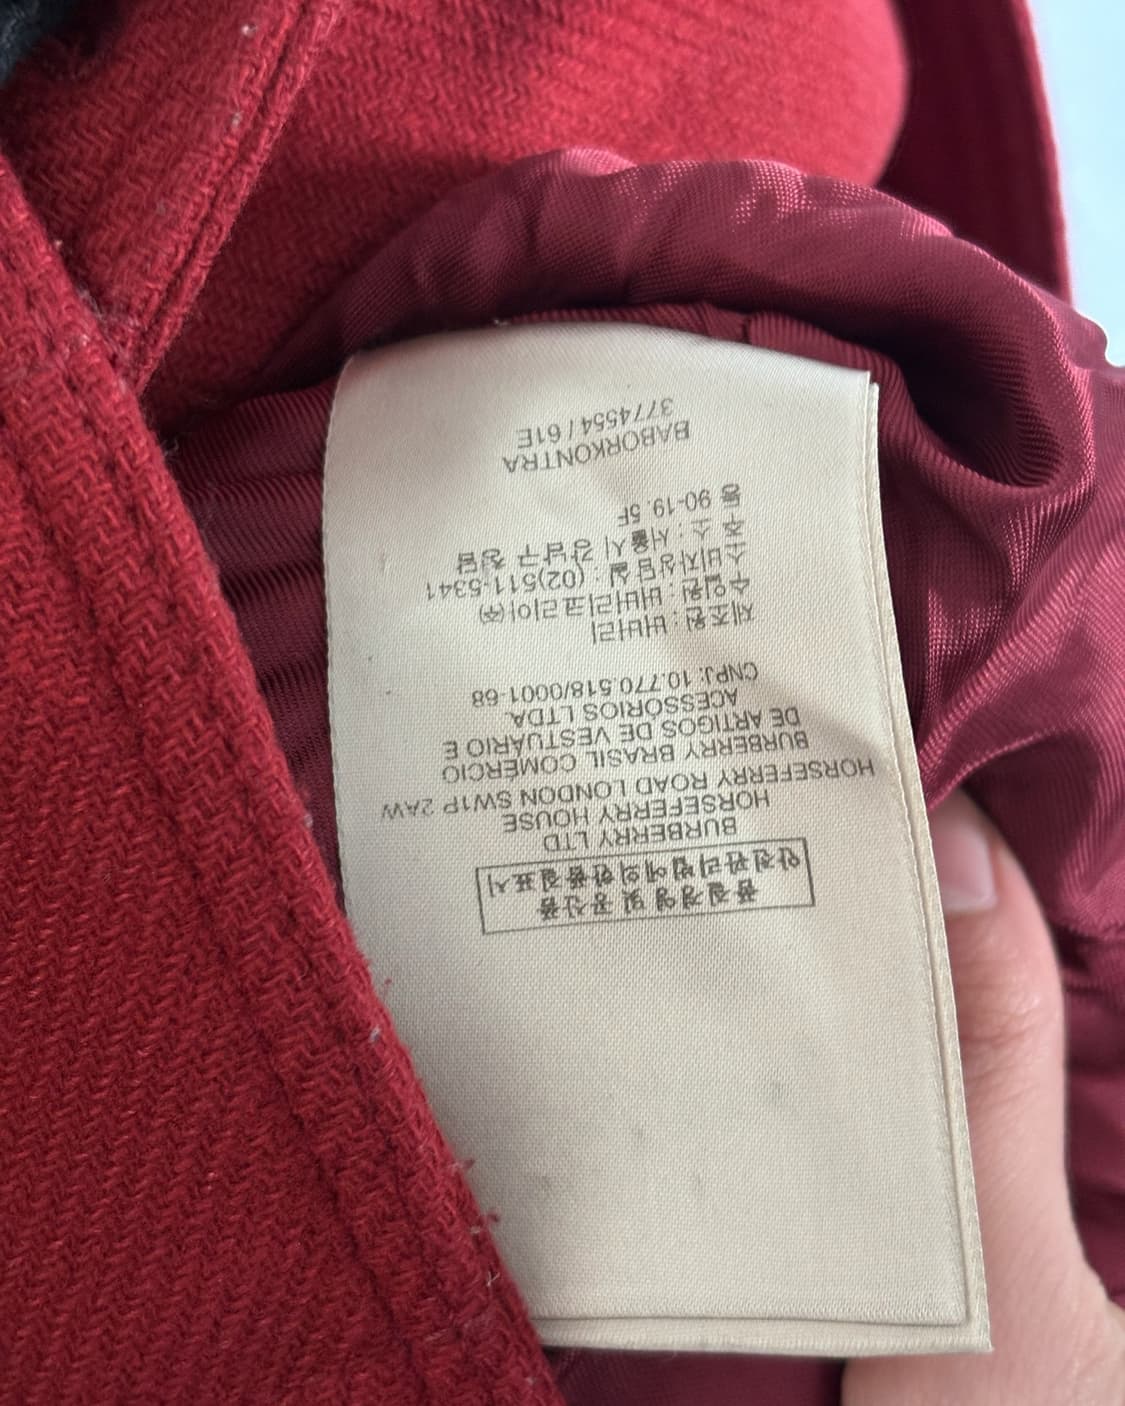 품질경영 및 공산품
안전관리법에의한품질표시
BURBERRY LTD
HORSEFERRY HOUSE
HORSEFERRY ROAD LONDON SW1P 2AW
BURBERRY BRASIL COMERCIO
DE ARTIGOS DE VESTUÁRIO E
ACESSÓRIOS LTDA.
CNPJ: 10.770.518/0001-68
제조원 : 버버리
수입원 : 버버리코리아㈜
소비자상담실 : (02)511-5341
주 소 : 서울시 강남구 청담
동 90-19. 5F
BABORKONTRA
3774554 / 61E